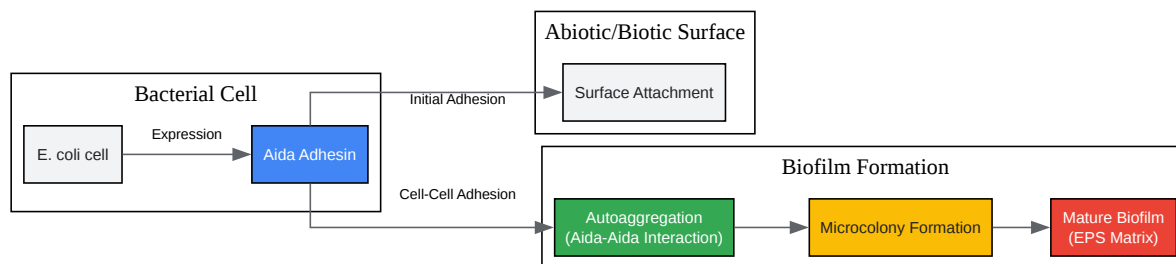 Abiotic/Biotic Surface
Surface Attachment
Initial Adhesion
Bacterial Cell
E. coli cell
Expression
Aida Adhesin
Cell-Cell Adhesion
Biofilm Formation
Autoaggregation
(Aida-Aida Interaction)
Microcolony Formation
Mature Biofilm
(EPS Matrix)